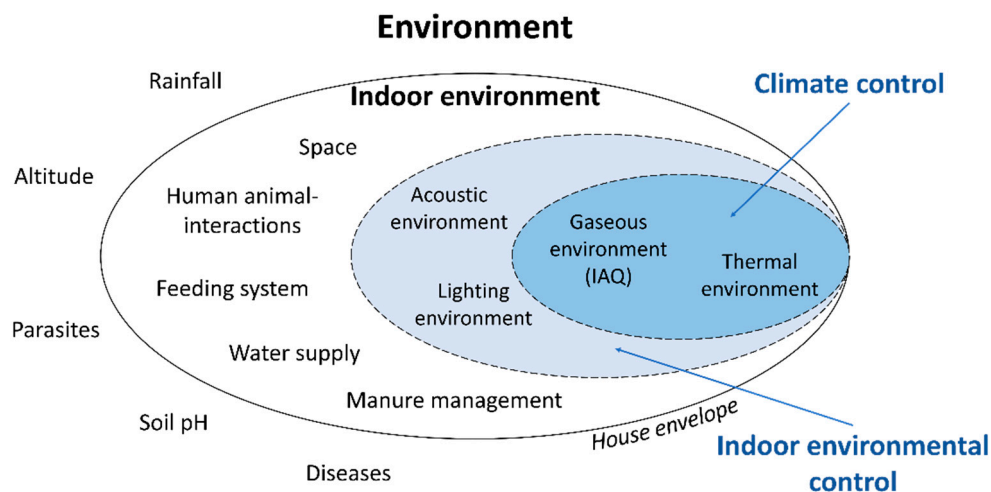 Environment
Rainfall
Indoor environment
Climate control
Space
Altitude
Human animal-
interactions
Acoustic
environment
Gaseous
environment
(IAQ)
Thermal
environment
Feeding system
Lighting
environment
Parasites
Water supply
Manure management
House envelope
Soil pH
Indoor environmental
control
Diseases